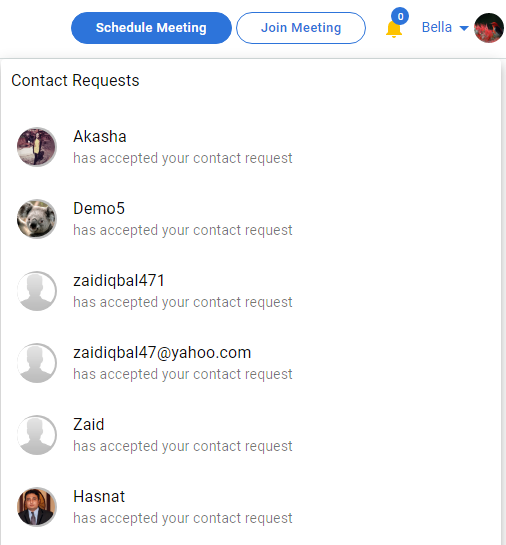 Schedule Meeting Join Meeting 0 Bella
Contact Requests
Akasha
has accepted your contact request
Demo5
has accepted your contact request
zaidiqbal471
has accepted your contact request
zaidiqbal47@yahoo.com
has accepted your contact request
Zaid
has accepted your contact request
Hasnat
has accepted your contact request